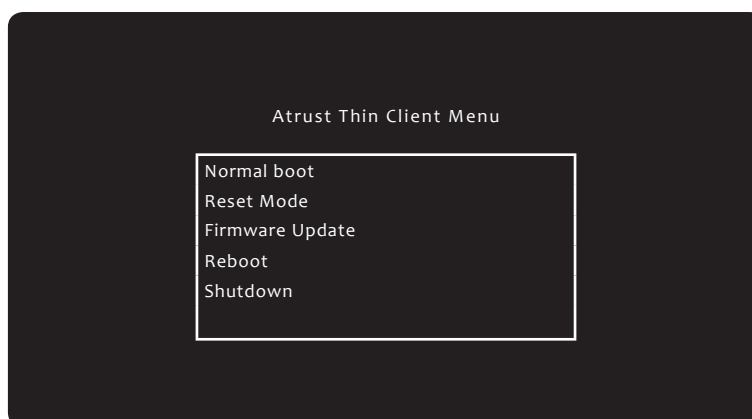 Atrust Thin Client Menu
Normal boot
Reset Mode
Firmware Update
Reboot
Shutdown